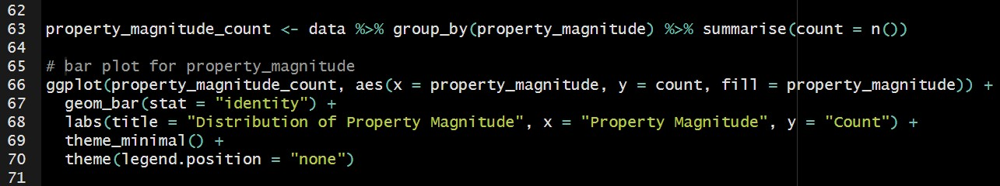 62
63 property_magnitude_count <- data %>% group_by(property_magnitude) %>% summarise(count = n())
64
65 # bar plot for property_magnitude
66 ggplot(property_magnitude_count, aes(x = property_magnitude, y = count, fill = property_magnitude)) +
67   geom_bar(stat = "identity") +
68   labs(title = "Distribution of Property Magnitude", x = "Property Magnitude", y = "Count") +
69   theme_minimal() +
70   theme(legend.position = "none")
71